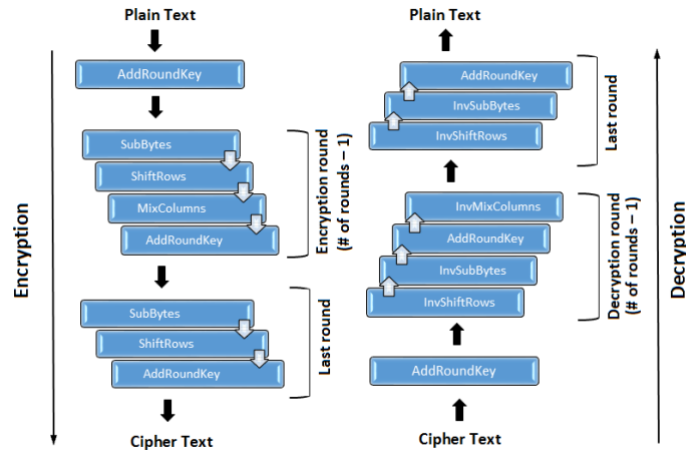 Plain Text
AddRoundKey
SubBytes
ShiftRows
MixColumns
AddRoundKey
Encryption round
(# of rounds – 1)
SubBytes
ShiftRows
AddRoundKey
Last round
Cipher Text
Encryption
Plain Text
AddRoundKey
InvSubBytes
InvShiftRows
Last round
InvMixColumns
AddRoundKey
InvSubBytes
InvShiftRows
Decryption round
(# of rounds – 1)
AddRoundKey
Cipher Text
Decryption